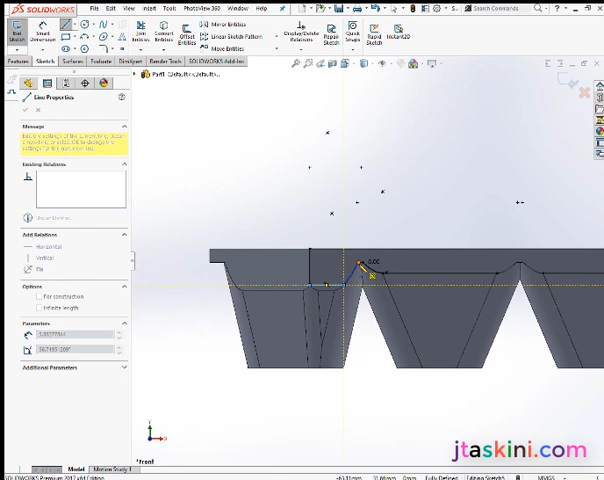 SOLIDWORKS File Edit View Insert Tools PhotoView 360 Window Help
Search Commands
Exit Sketch
Smart Dimension
Trim Entities
Convert Entities
Offset Entities
Mirror Entities
Linear Sketch Pattern
Move Entities
Display/Delete Relations
Repair Sketch
Quick Snaps
Rapid Sketch
Instant2D
Features Sketch Evaluate DimXpert Render Tools SOLIDWORKS Add-Ins
Line Properties
Message
Existing Relations
Add Relations
Horizontal
Vertical
Fix
Options
For construction
Infinite length
Parameters
Additional Parameters
*Front
jtaskini.com
Model Motion Study 1
SOLIDWORKS Premium 2017 x64 Edition
Fully Defined
MMGS